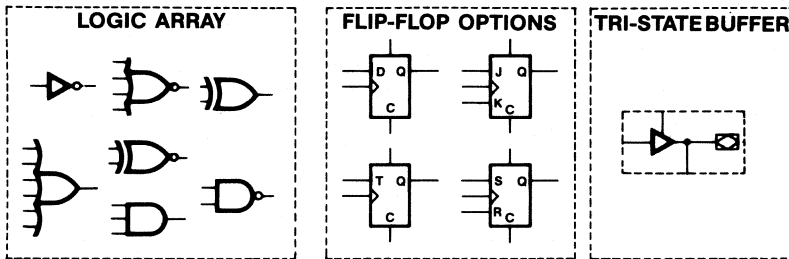 LOGIC ARRAY
FLIP-FLOP OPTIONS
TRI-STATE BUFFER
D Q
C
J Q
K C
T Q
C
S Q
R C